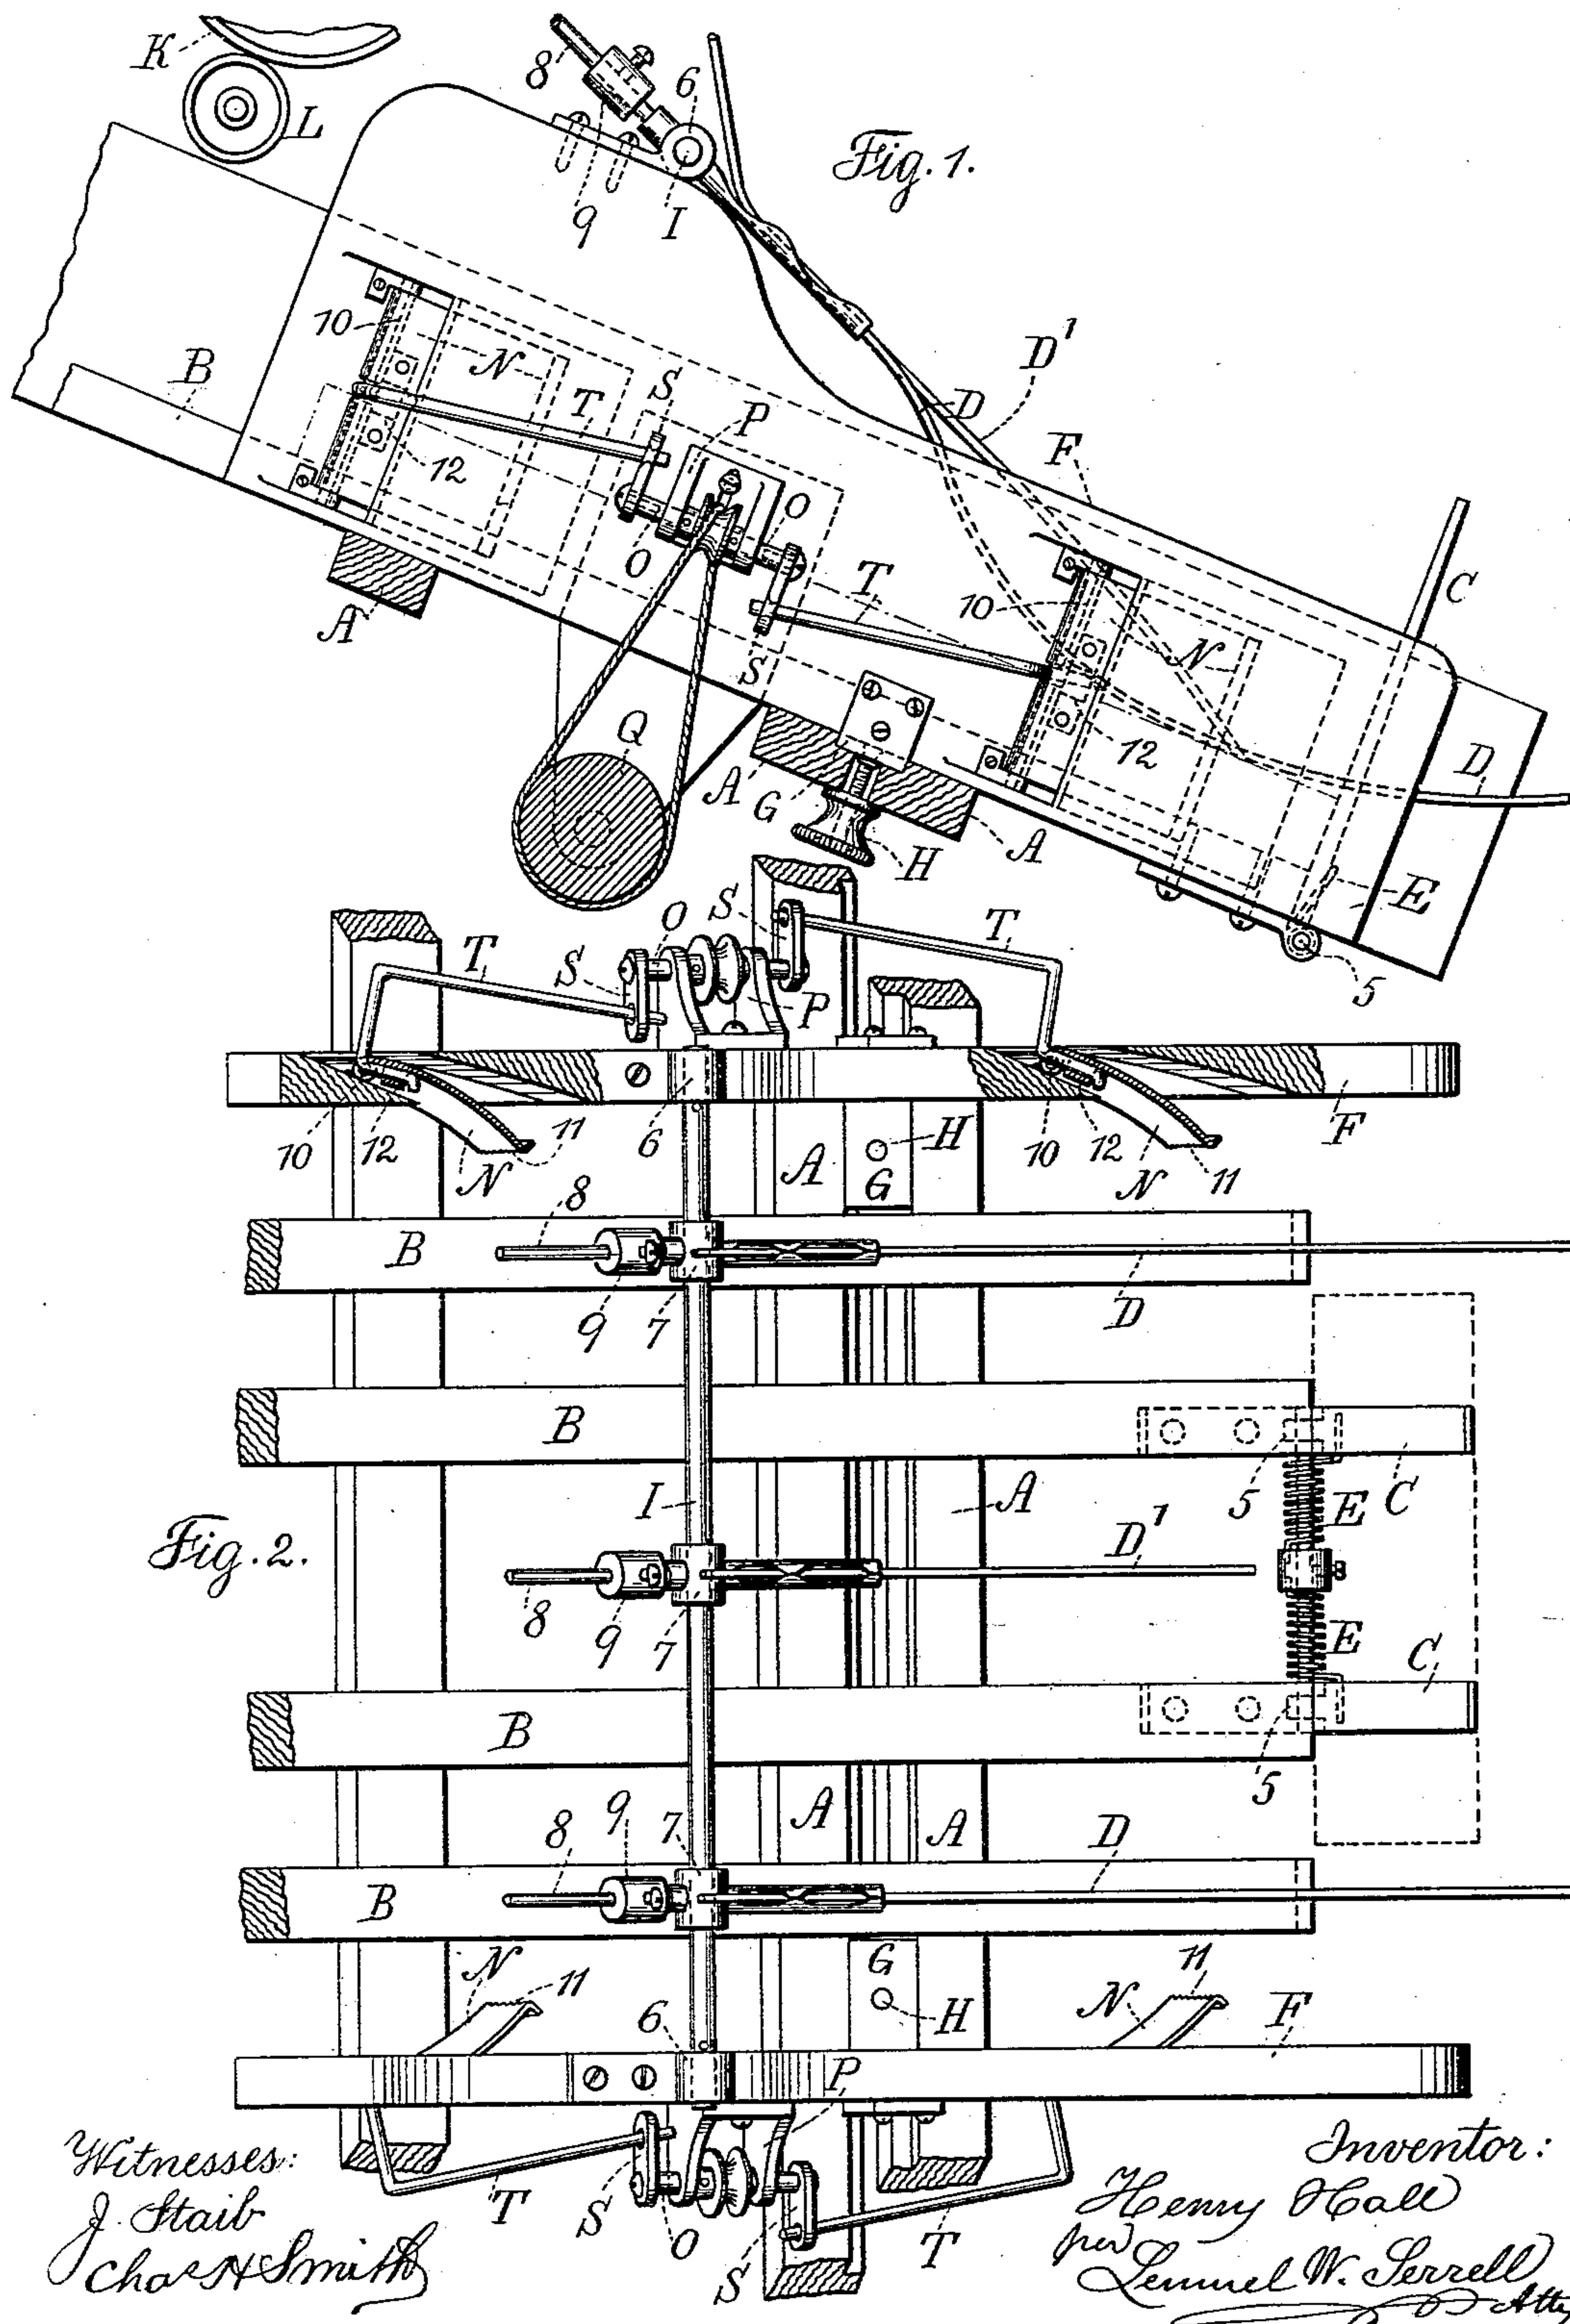 K
L
8
6
Fig. 1.
9
I
10
N
B
T
S
P
D
D'
F
12
O
O
A
T
10
C
S
N
Q
12
A
G
H
A
D
E
5
S
O
T
T
S
P
10
12
N
11
6
A
H
G
10
12
N
11
F
8
B
9
7
D
B
5
E
C
I
A
Fig. 2.
D'
8
9
7
E
C
B
5
9
8
7
A
A
D
B
N
11
G
H
11
N
F
6
P
T
S
O
S
T
Witnesses:
J. Staib
Chas H Smith
Inventor:
Henry Hall
per
Lemuel W. Serrell
Atty